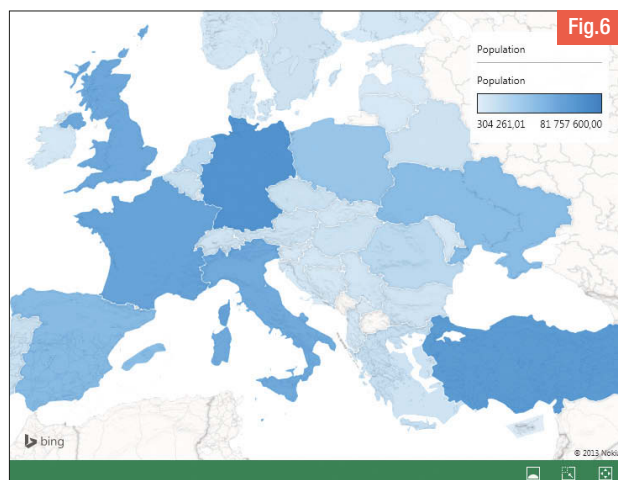 Fig.6
Population
Population
304 261,01 81 757 600,00
bing
© 2013 Nokia